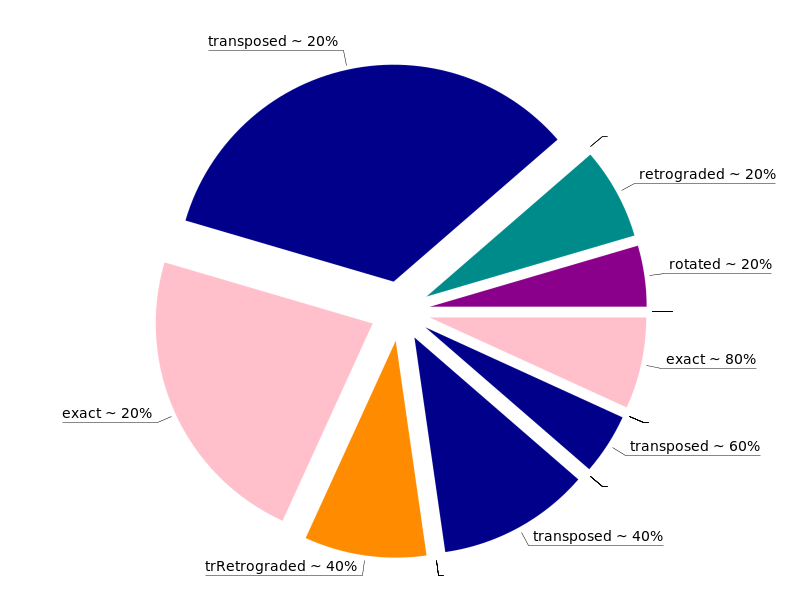 transposed ~ 20%
retrograded ~ 20%
rotated ~ 20%
exact ~ 80%
exact ~ 20%
transposed ~ 60%
transposed ~ 40%
trRetrograded ~ 40%